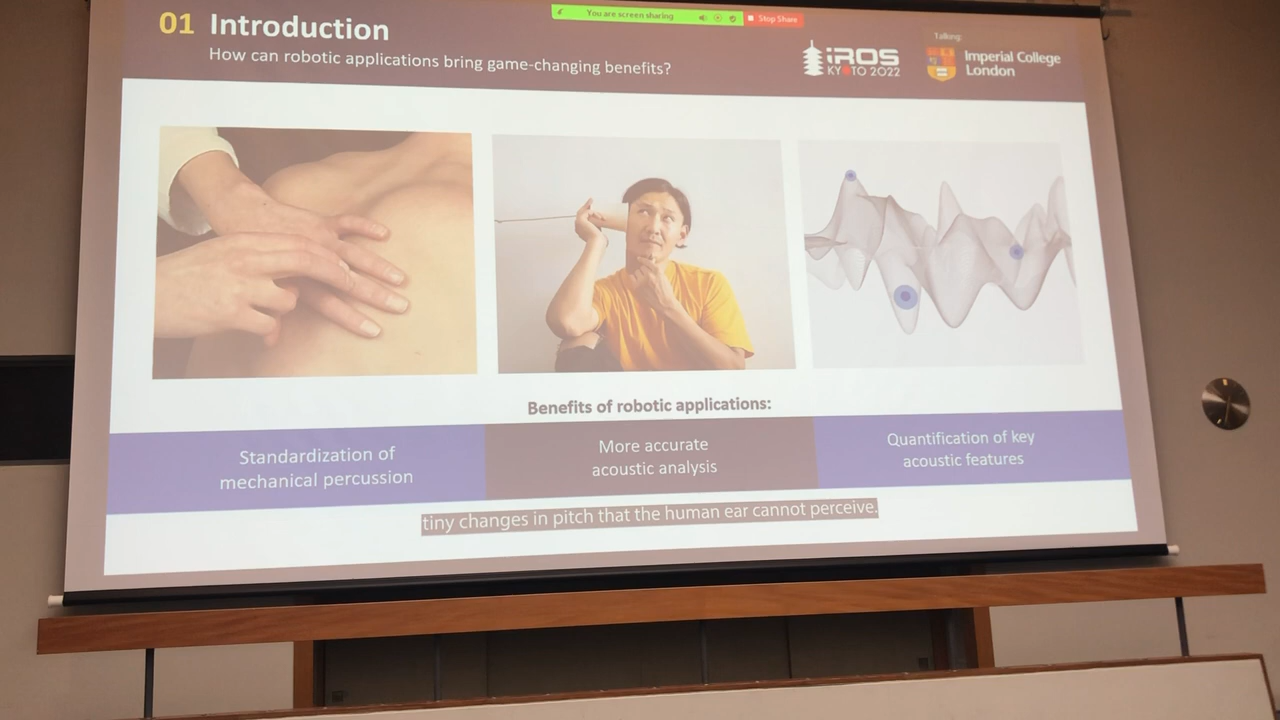 You are screen sharing
Stop Share
01 Introduction
How can robotic applications bring game-changing benefits?
iROS
KYOTO 2022
Talking:
Imperial College
London
Benefits of robotic applications:
Standardization of
mechanical percussion
More accurate
acoustic analysis
Quantification of key
acoustic features
tiny changes in pitch that the human ear cannot perceive.